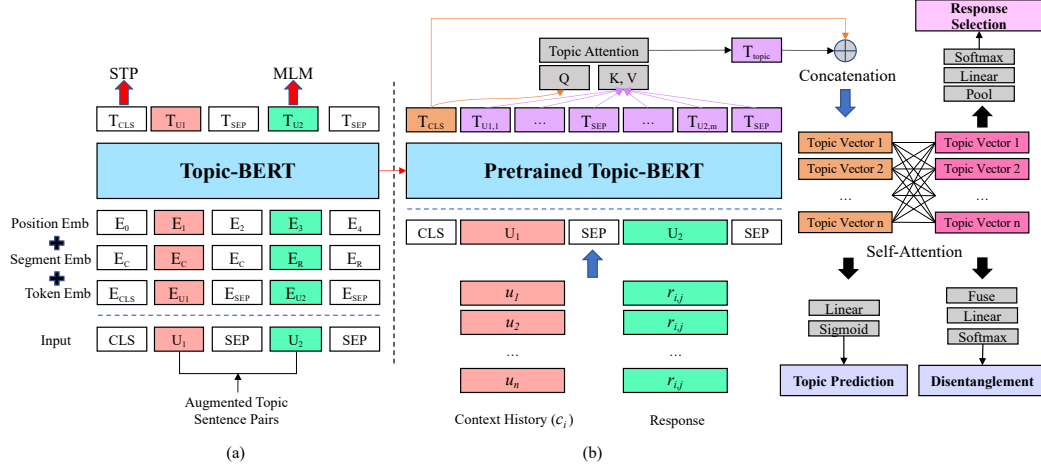 STP
MLM
T_CLS T_U1 T_SEP T_U2 T_SEP
Topic-BERT
Position Emb E_0 E_1 E_2 E_3 E_4
Segment Emb E_C E_C E_C E_R E_R
Token Emb E_CLS E_U1 E_SEP E_U2 E_SEP
Input CLS U_1 SEP U_2 SEP
Augmented Topic
Sentence Pairs
(a)
Topic Attention
Q
K, V
T_topic
Concatenation
T_CLS T_U1,1 ... T_SEP ... T_U2,m T_SEP
Pretrained Topic-BERT
CLS U_1 SEP U_2 SEP
u_1 r_i,j
u_2 r_i,j
... ...
u_n r_i,j
Context History (c_i) Response
(b)
Response
Selection
Softmax
Linear
Pool
Topic Vector 1 Topic Vector 1
Topic Vector 2 Topic Vector 2
... ...
Topic Vector n Topic Vector n
Self-Attention
Linear
Sigmoid
Topic Prediction
Fuse
Linear
Softmax
Disentanglement